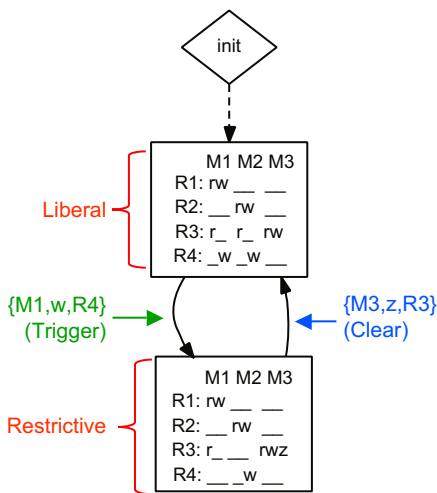 init
M1 M2 M3
R1: rw __ __
R2: __ rw __
R3: r_ r_ rw
R4: _w _w __
Liberal
{M1,w,R4}
(Trigger)
{M3,z,R3}
(Clear)
M1 M2 M3
R1: rw __ __
R2: __ rw __
R3: r_ __ rwz
R4: __ _w __
Restrictive